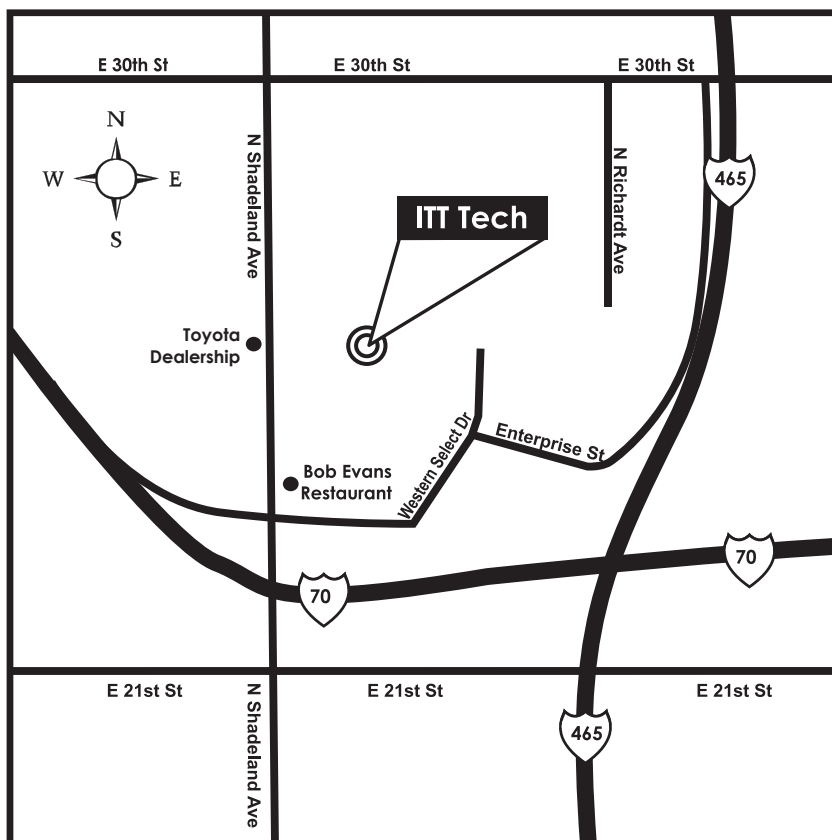 E 30th St
E 30th St
E 30th St
N
W
E
S
N Shadeland Ave
N Richardt Ave
465
ITT Tech
Toyota
Dealership
Western Select Dr
Enterprise St
Bob Evans
Restaurant
70
70
E 21st St
E 21st St
E 21st St
N Shadeland Ave
465